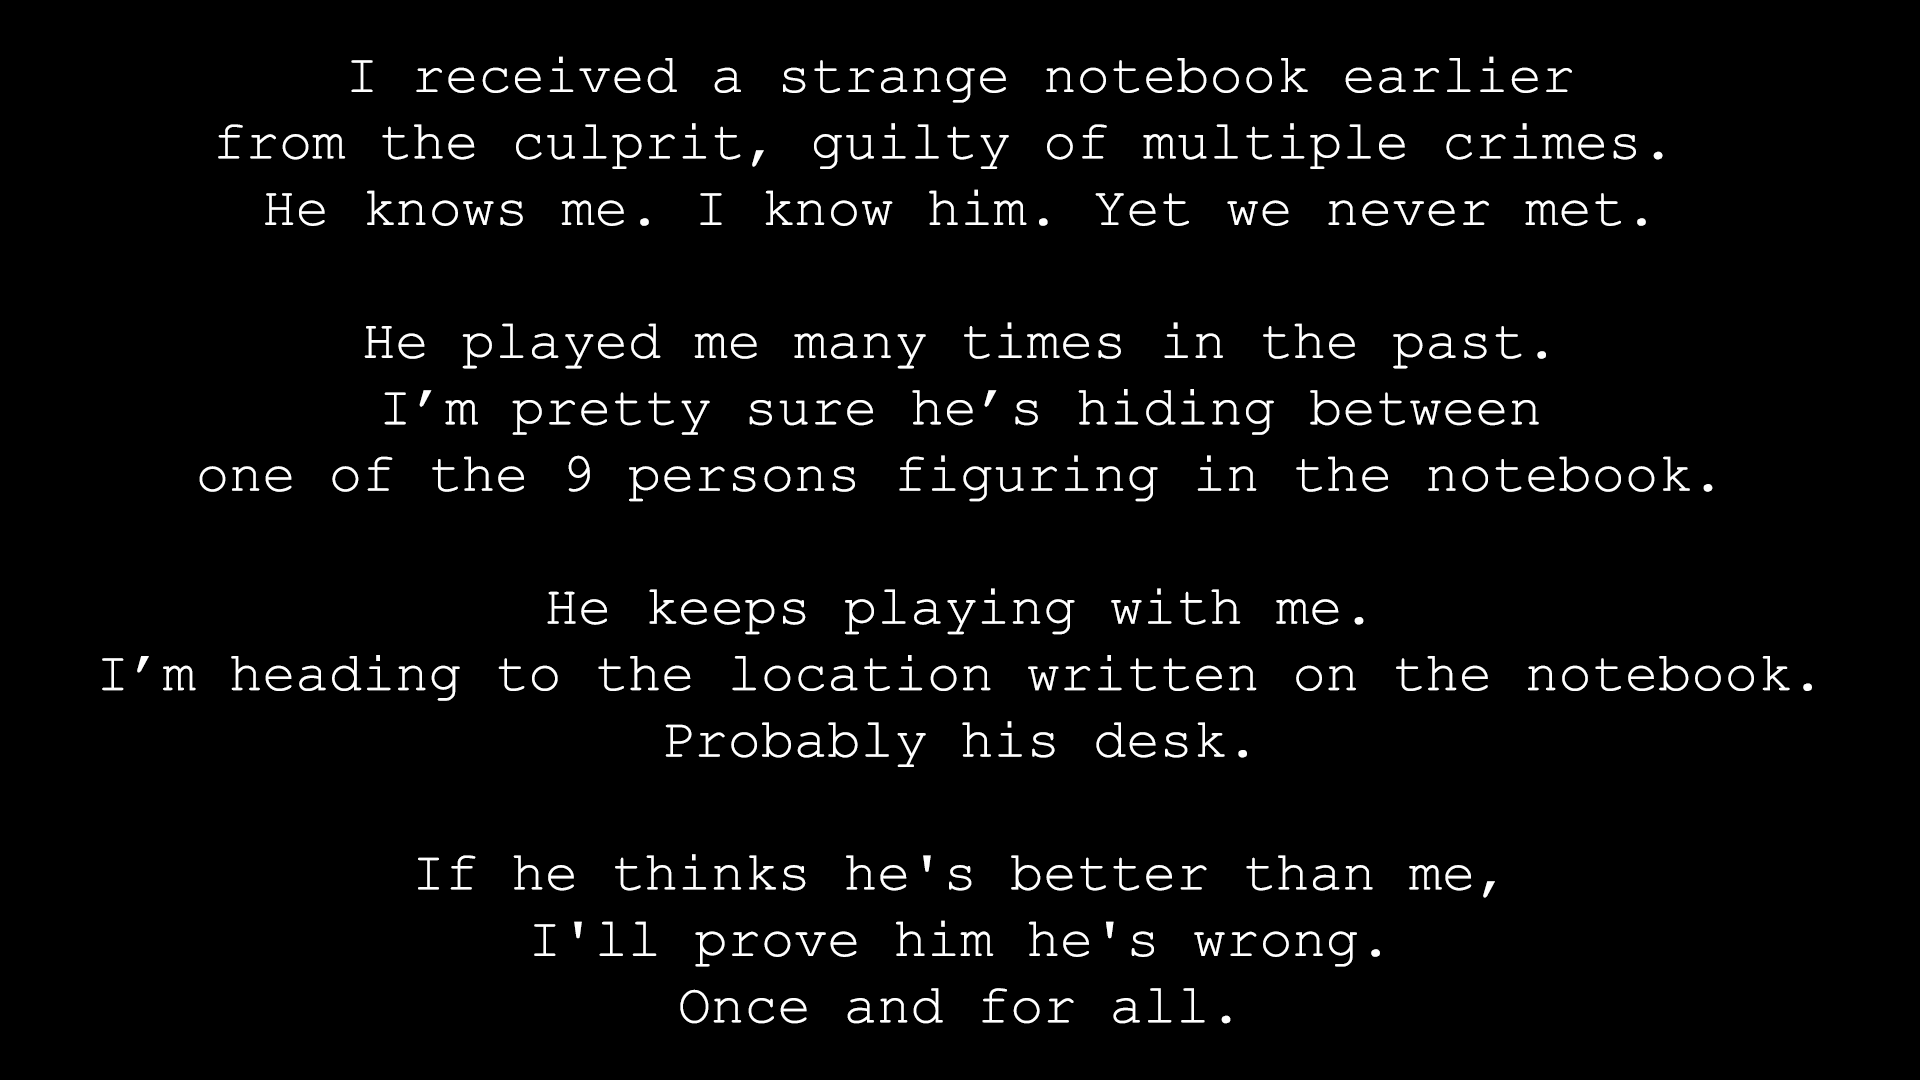 I received a strange notebook earlier
from the culprit, guilty of multiple crimes.
He knows me. I know him. Yet we never met.
He played me many times in the past.
I’m pretty sure he’s hiding between
one of the 9 persons figuring in the notebook.
He keeps playing with me.
I’m heading to the location written on the notebook.
Probably his desk.
If he thinks he's better than me,
I'll prove him he's wrong.
Once and for all.